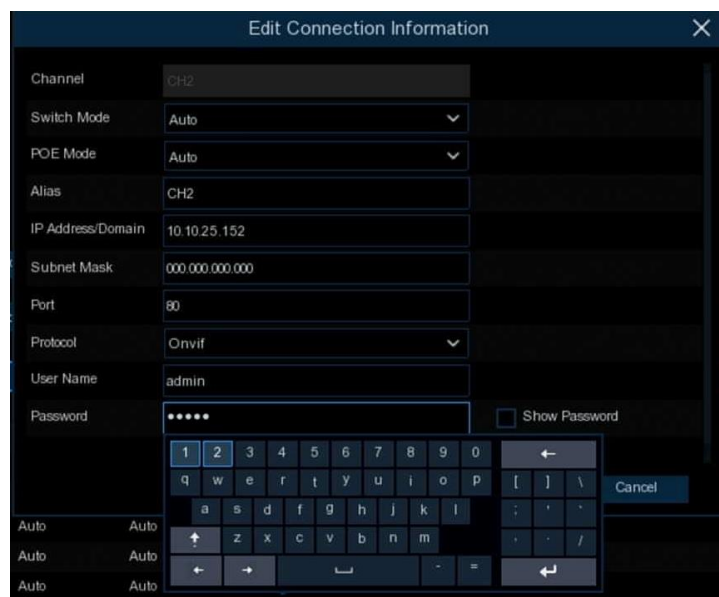 Edit Connection Information
Channel CH2
Switch Mode Auto
POE Mode Auto
Alias CH2
IP Address/Domain 10.10.25.152
Subnet Mask 000.000.000.000
Port 80
Protocol Onvif
User Name admin
Password ••••• Show Password
1 2 3 4 5 6 7 8 9 0
q w e r t y u i o p [ ] \
Cancel
a s d f g h j k l ; ' `
z x c v b n m , . /
- =
Auto Auto
Auto Auto
Auto Auto